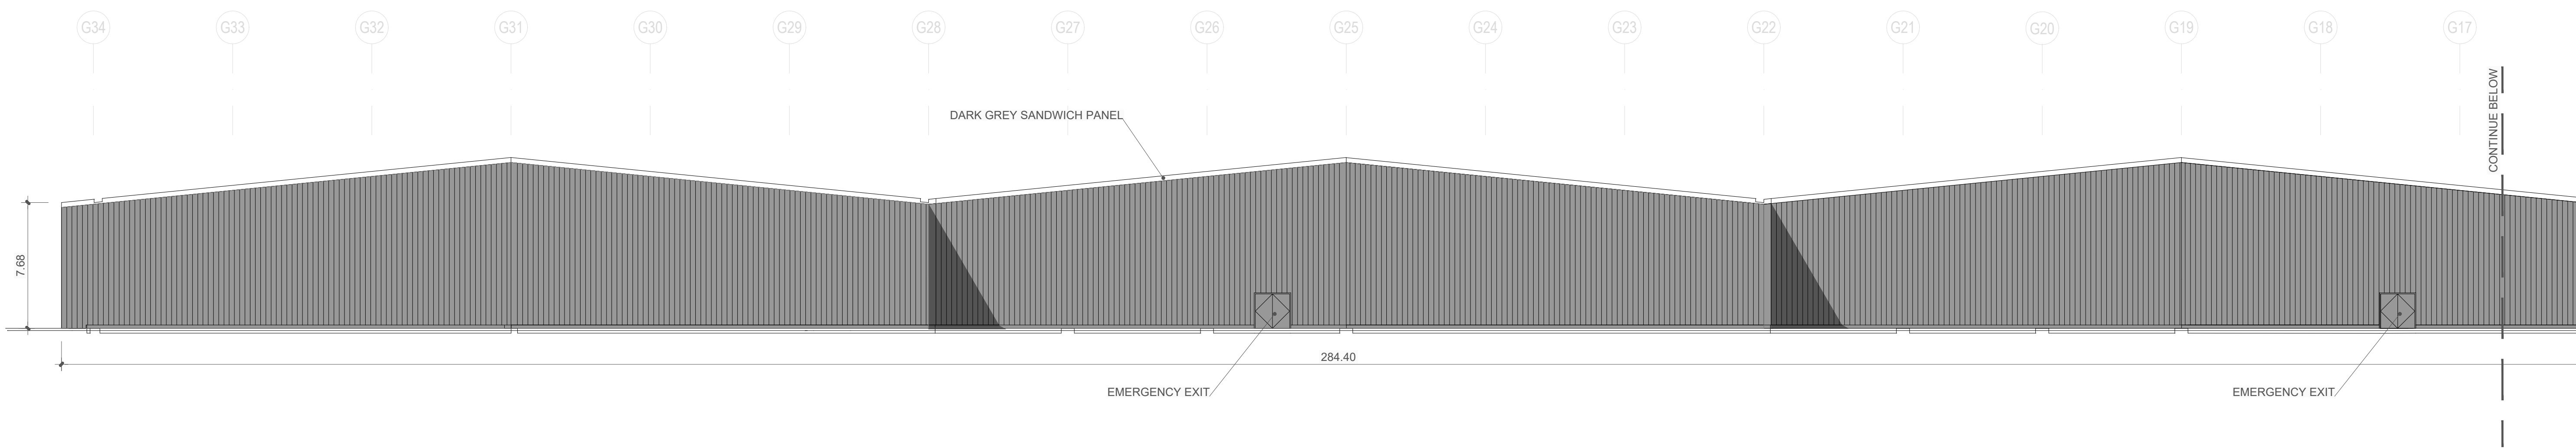 G34 G33 G32 G31 G30 G29 G28 G27 G26 G25 G24 G23 G22 G21 G20 G19 G18 G17
CONTINUE BELOW
DARK GREY SANDWICH PANEL
7.68
284.40
EMERGENCY EXIT
EMERGENCY EXIT